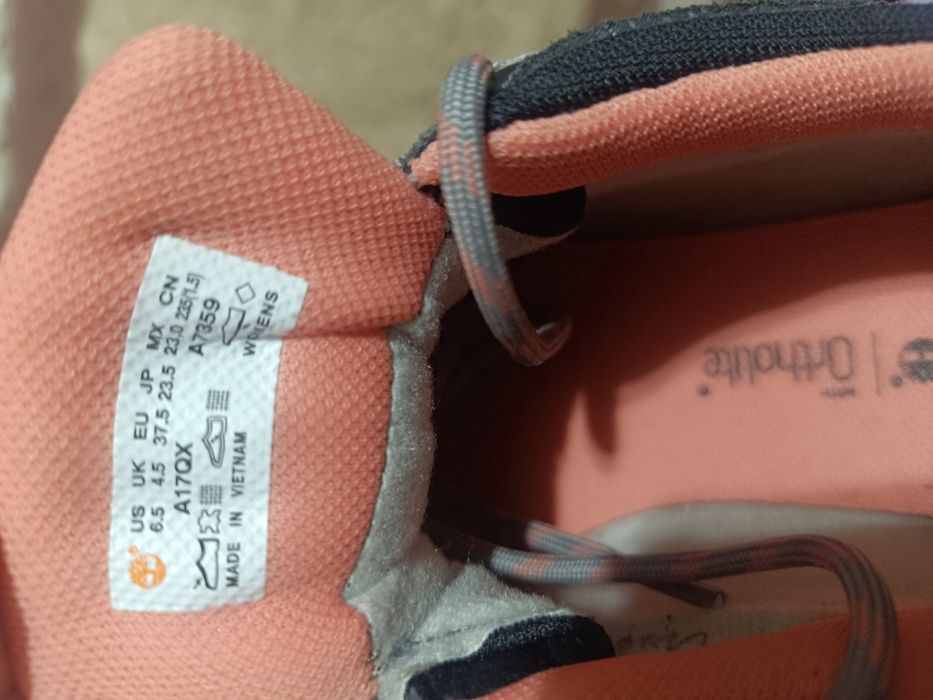 US UK EU JP MX CN
6.5 4.5 37.5 23.5 23.0 235(1.5)
A17QX A7359
WOMENS
MADE IN VIETNAM
Ortholite